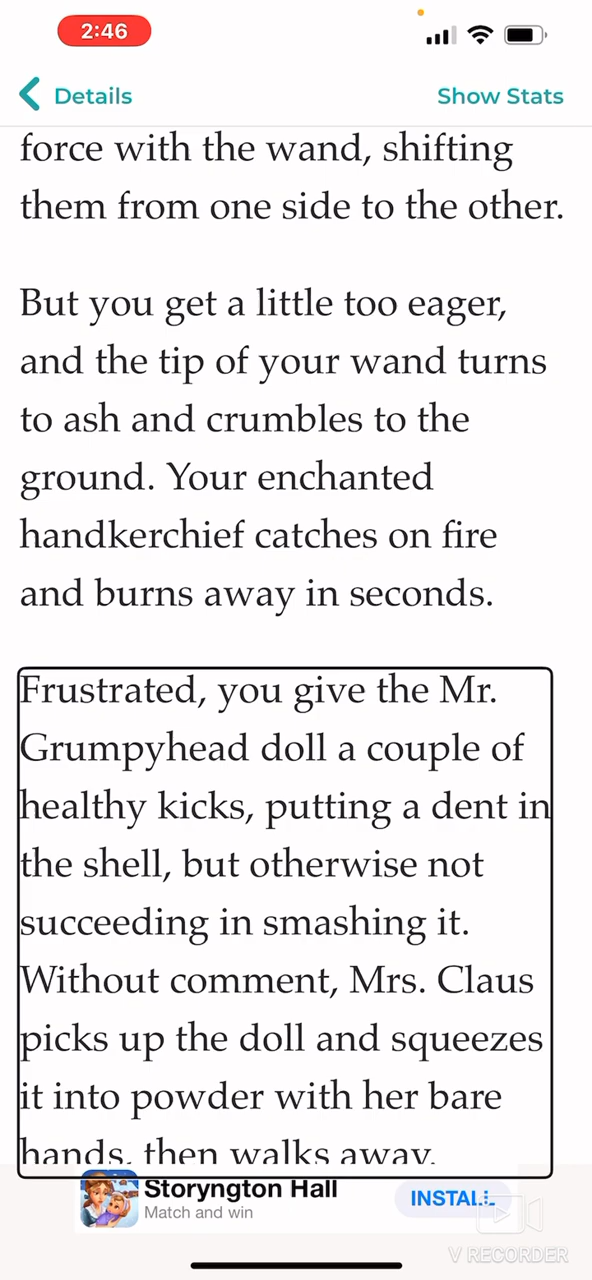 2:46
Details
Show Stats
force with the wand, shifting
them from one side to the other.
But you get a little too eager,
and the tip of your wand turns
to ash and crumbles to the
ground. Your enchanted
handkerchief catches on fire
and burns away in seconds.
Frustrated, you give the Mr.
Grumpyhead doll a couple of
healthy kicks, putting a dent in
the shell, but otherwise not
succeeding in smashing it.
Without comment, Mrs. Claus
picks up the doll and squeezes
it into powder with her bare
hands, then walks away.
Storyngton Hall
Match and win
INSTALL
V RECORDER